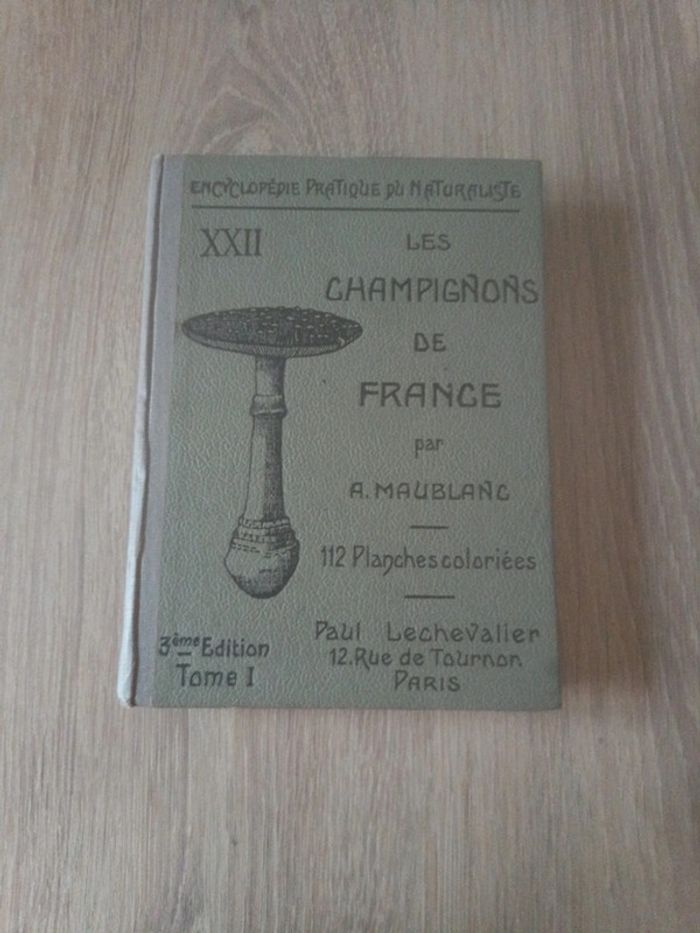 ENCYCLOPÉDIE PRATIQUE DU NATURALISTE
XXII
LES
CHAMPIGNONS
DE
FRANCE
par
A. MAUBLANC
112 Planches coloriées
3ème Edition
Tome I
Paul Lechevalier
12. Rue de Tournon
PARIS